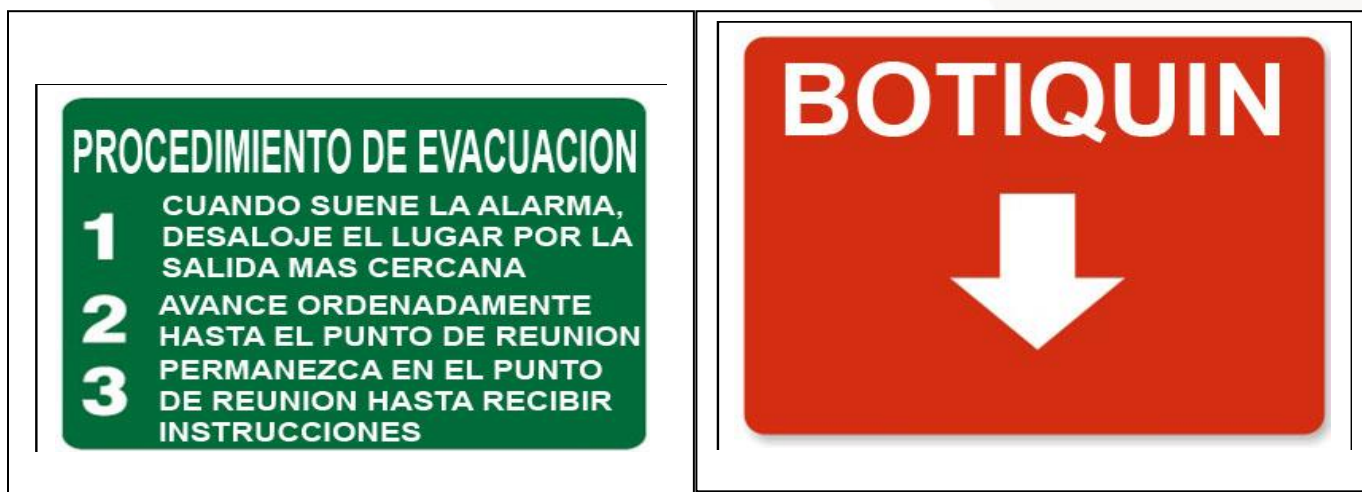 PROCEDIMIENTO DE EVACUACION
1 CUANDO SUENE LA ALARMA,
DESALOJE EL LUGAR POR LA
SALIDA MAS CERCANA
2 AVANCE ORDENADAMENTE
HASTA EL PUNTO DE REUNION
3 PERMANEZCA EN EL PUNTO
DE REUNION HASTA RECIBIR
INSTRUCCIONES
BOTIQUIN